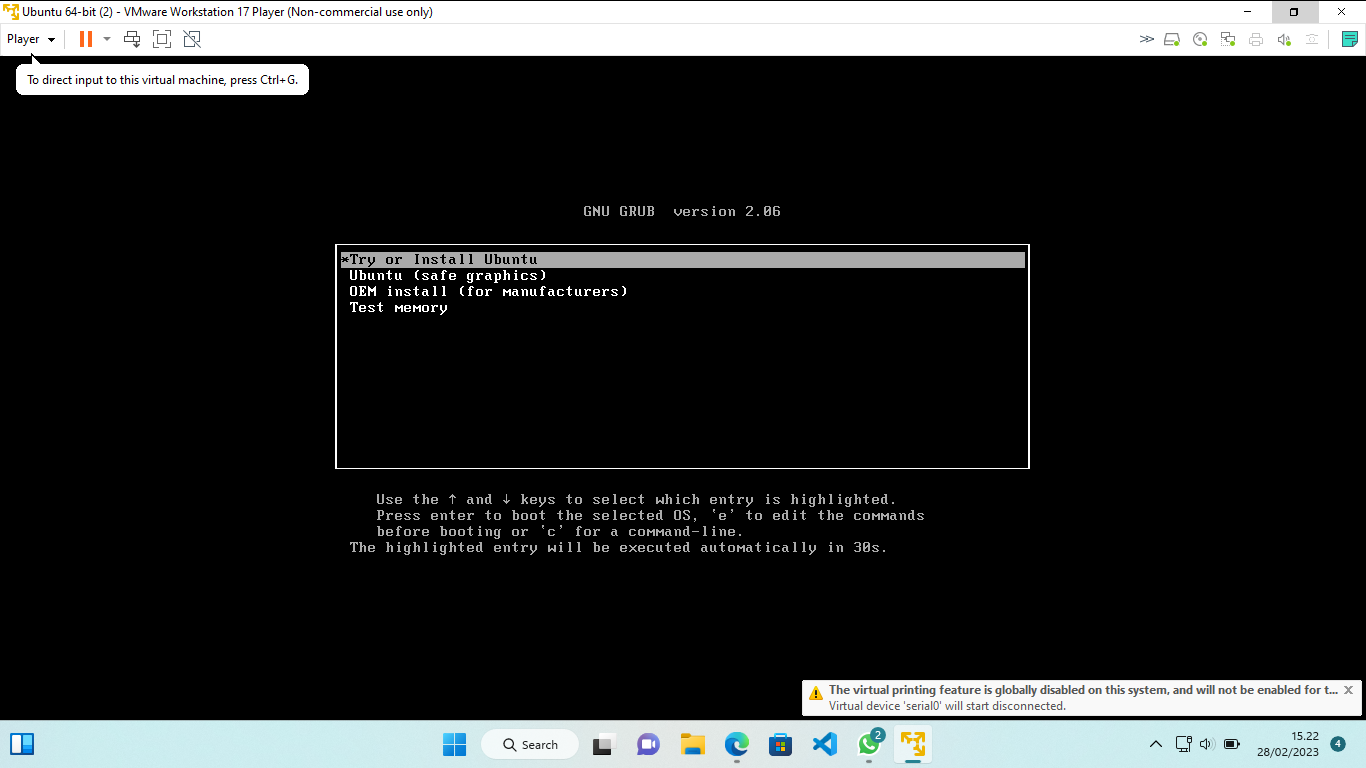 Ubuntu 64-bit (2) - VMware Workstation 17 Player (Non-commercial use only)
Player
To direct input to this virtual machine, press Ctrl+G.
GNU GRUB  version 2.06
*Try or Install Ubuntu
Ubuntu (safe graphics)
OEM install (for manufacturers)
Test memory
Use the ↑ and ↓ keys to select which entry is highlighted.
Press enter to boot the selected OS, `e' to edit the commands
before booting or `c' for a command-line.
The highlighted entry will be executed automatically in 30s.
The virtual printing feature is globally disabled on this system, and will not be enabled for t...
Virtual device 'serial0' will start disconnected.
Search
2
15.22
28/02/2023
4